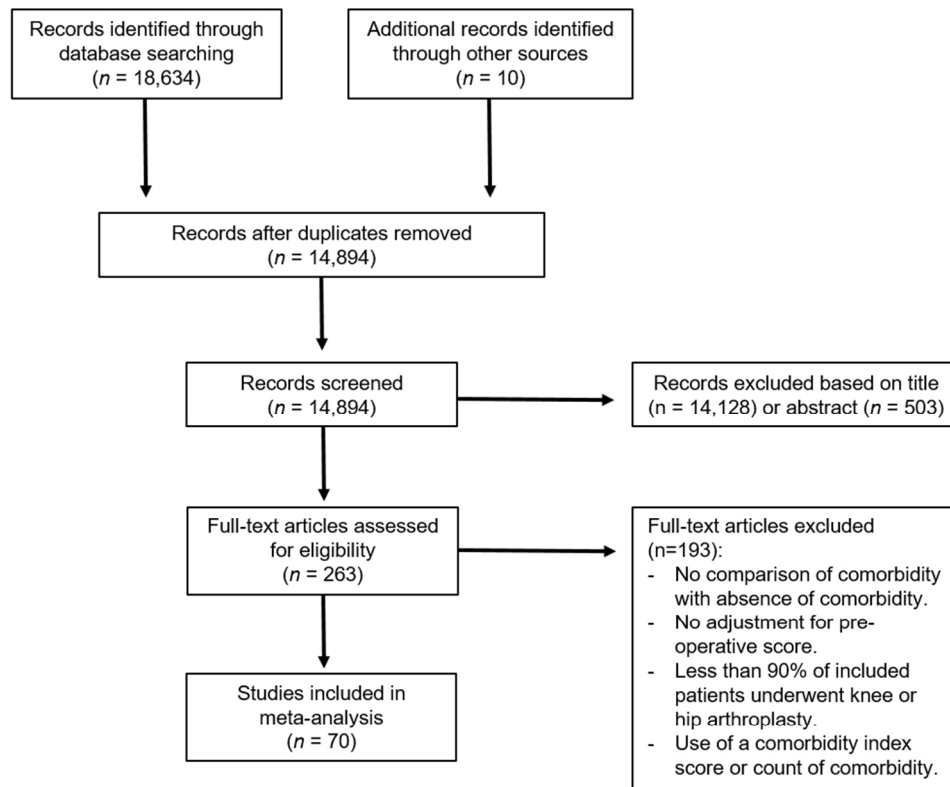 Records identified through
database searching
(n = 18,634)
Additional records identified
through other sources
(n = 10)
Records after duplicates removed
(n = 14,894)
Records screened
(n = 14,894)
Records excluded based on title
(n = 14,128) or abstract (n = 503)
Full-text articles assessed
for eligibility
(n = 263)
Full-text articles excluded
(n=193):
- No comparison of comorbidity
with absence of comorbidity.
- No adjustment for pre-
operative score.
- Less than 90% of included
patients underwent knee or
hip arthroplasty.
- Use of a comorbidity index
score or count of comorbidity.
Studies included in
meta-analysis
(n = 70)